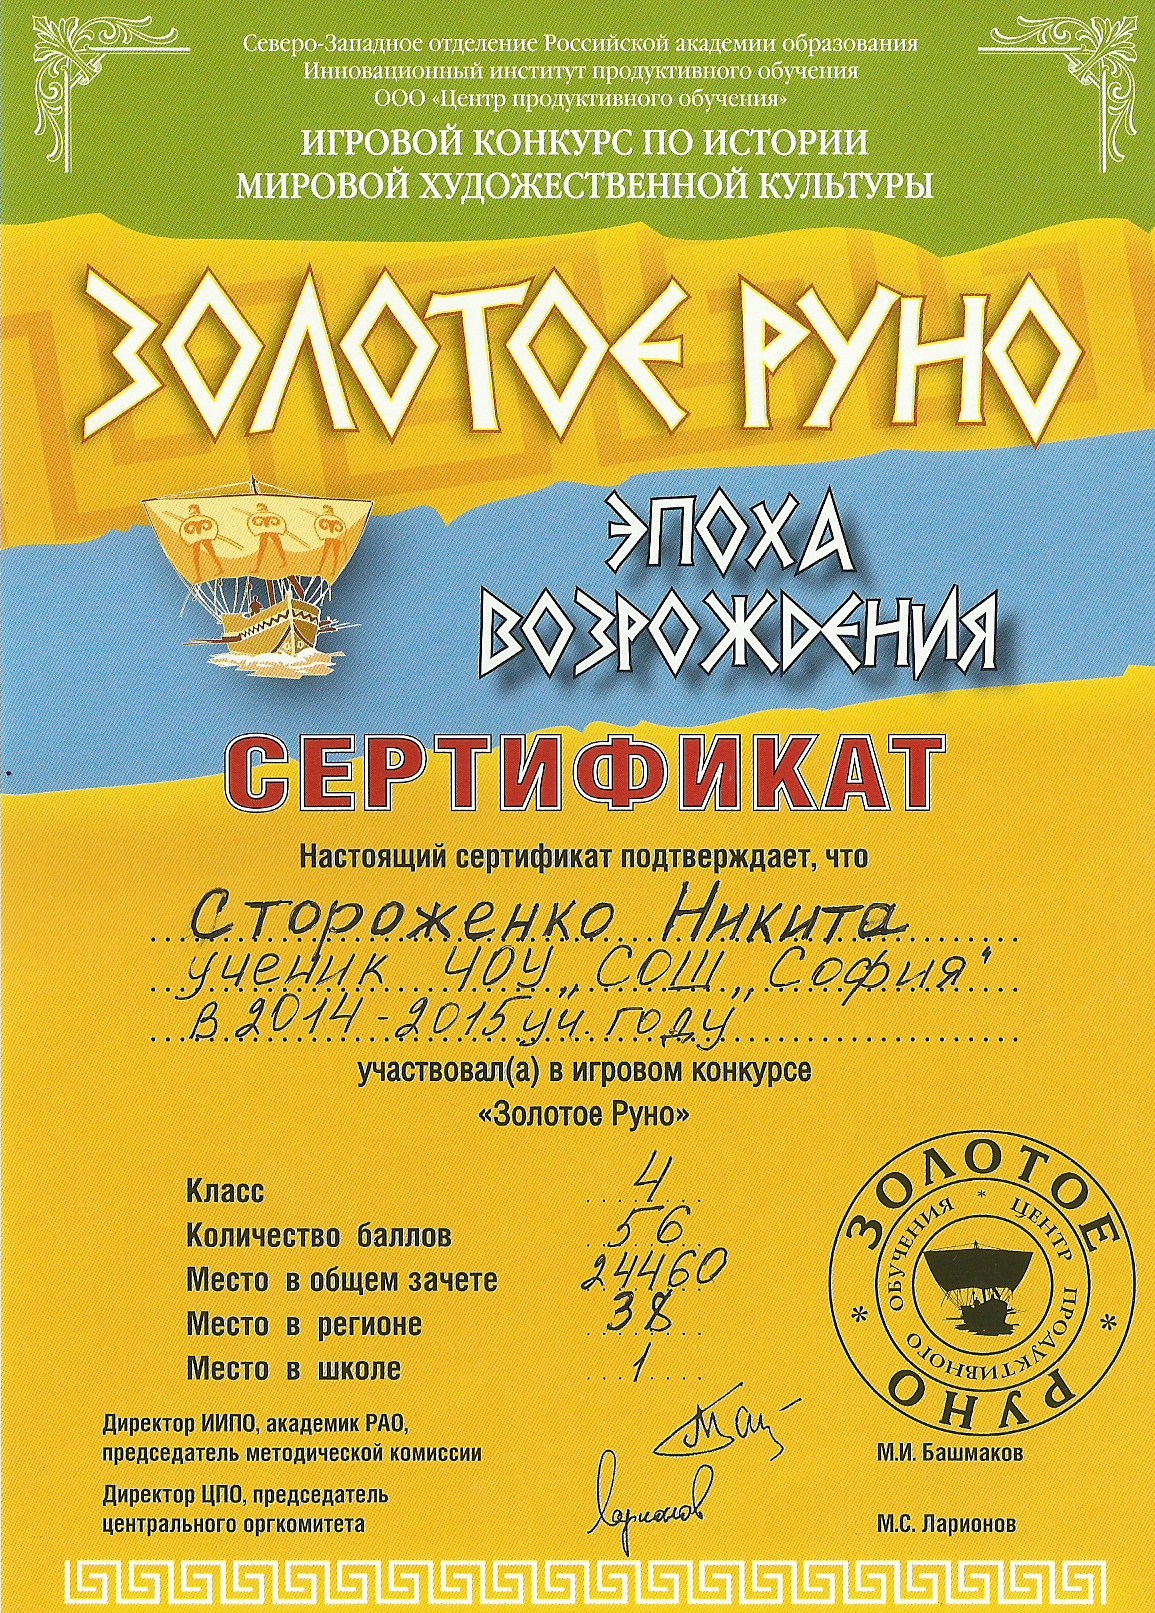 Северо-Западное отделение Российской академии образования
Инновационный институт продуктивного обучения
ООО «Центр продуктивного обучения»
ИГРОВОЙ КОНКУРС ПО ИСТОРИИ
МИРОВОЙ ХУДОЖЕСТВЕННОЙ КУЛЬТУРЫ
ЗОЛОТОЕ РУНО
ЭПОХА
ВОЗРОЖДЕНИЯ
СЕРТИФИКАТ
Настоящий сертификат подтверждает, что
Стороженко Никита
ученик ЧОУ „СОШ „София"
в 2014-2015 уч. году
участвовал(а) в игровом конкурсе
«Золотое Руно»
Класс 4
Количество баллов 56
Место в общем зачете 24460
Место в регионе 38
Место в школе 1
ЗОЛОТОЕ * РУНО *
ЦЕНТР ПРОДУКТИВНОГО ОБУЧЕНИЯ *
Директор ИИПО, академик РАО,
председатель методической комиссии М.И. Башмаков
Директор ЦПО, председатель
Ларионов
центрального оргкомитета М.С. Ларионов